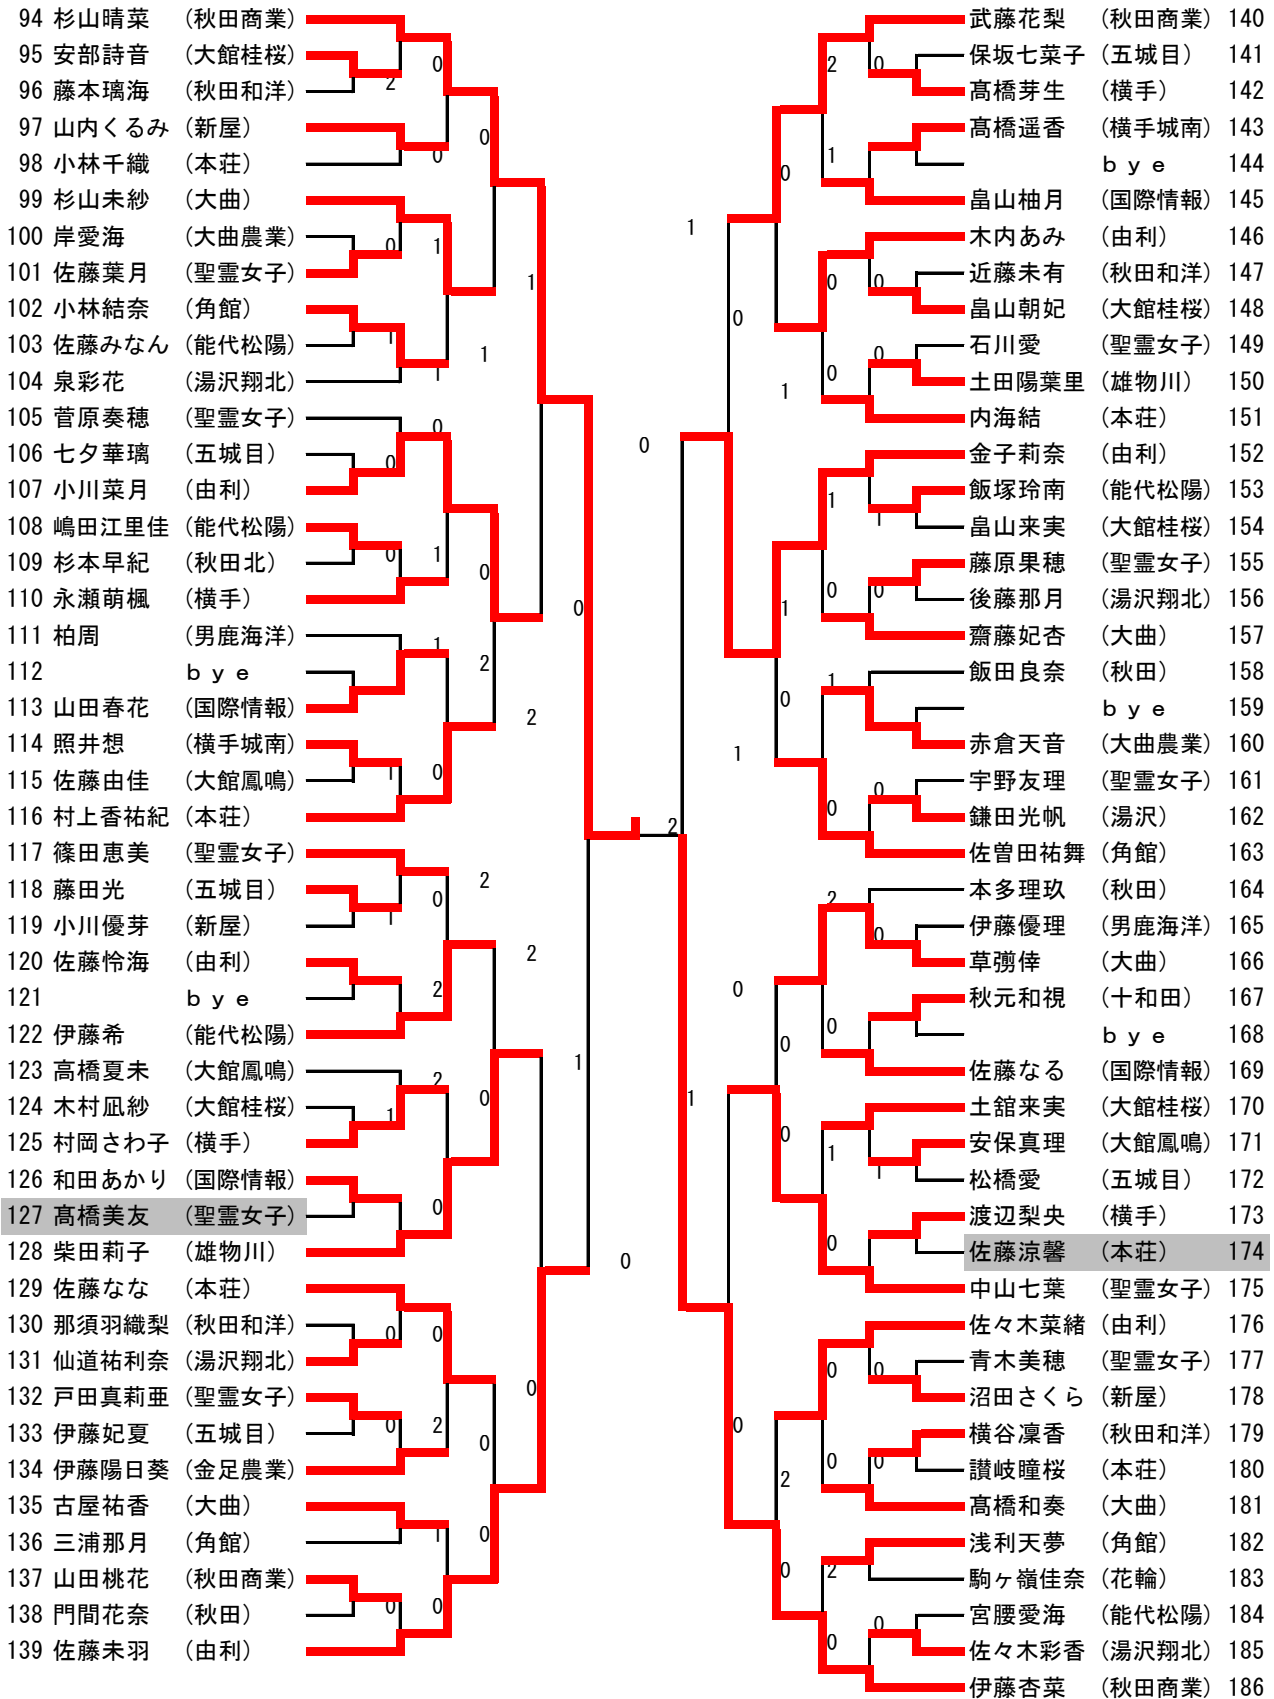 94 杉山晴菜 (秋田商業)
95 安部詩音 (大館桂桜)
96 藤本璃海 (秋田和洋)
97 山内くるみ (新屋)
98 小林千織 (本荘)
99 杉山未紗 (大曲)
100 岸愛海 (大曲農業)
101 佐藤葉月 (聖霊女子)
102 小林結奈 (角館)
103 佐藤みなん (能代松陽)
104 泉彩花 (湯沢翔北)
105 菅原奏穂 (聖霊女子)
106 七夕華璃 (五城目)
107 小川菜月 (由利)
108 嶋田江里佳 (能代松陽)
109 杉本早紀 (秋田北)
110 永瀬萌楓 (横手)
111 柏周 (男鹿海洋)
112 bye
113 山田春花 (国際情報)
114 照井想 (横手城南)
115 佐藤由佳 (大館鳳鳴)
116 村上香祐紀 (本荘)
117 篠田恵美 (聖霊女子)
118 藤田光 (五城目)
119 小川優芽 (新屋)
120 佐藤怜海 (由利)
121 bye
122 伊藤希 (能代松陽)
123 高橋夏未 (大館鳳鳴)
124 木村凪紗 (大館桂桜)
125 村岡さわ子 (横手)
126 和田あかり (国際情報)
127 髙橋美友 (聖霊女子)
128 柴田莉子 (雄物川)
129 佐藤なな (本荘)
130 那須羽織梨 (秋田和洋)
131 仙道祐利奈 (湯沢翔北)
132 戸田真莉亜 (聖霊女子)
133 伊藤妃夏 (五城目)
134 伊藤陽日葵 (金足農業)
135 古屋祐香 (大曲)
136 三浦那月 (角館)
137 山田桃花 (秋田商業)
138 門間花奈 (秋田)
139 佐藤未羽 (由利)
武藤花梨 (秋田商業) 140
保坂七菜子 (五城目) 141
髙橋芽生 (横手) 142
髙橋遥香 (横手城南) 143
bye 144
畠山柚月 (国際情報) 145
木内あみ (由利) 146
近藤未有 (秋田和洋) 147
畠山朝妃 (大館桂桜) 148
石川愛 (聖霊女子) 149
土田陽葉里 (雄物川) 150
内海結 (本荘) 151
金子莉奈 (由利) 152
飯塚玲南 (能代松陽) 153
畠山来実 (大館桂桜) 154
藤原果穂 (聖霊女子) 155
後藤那月 (湯沢翔北) 156
齋藤妃杏 (大曲) 157
飯田良奈 (秋田) 158
bye 159
赤倉天音 (大曲農業) 160
宇野友理 (聖霊女子) 161
鎌田光帆 (湯沢) 162
佐曽田祐舞 (角館) 163
本多理玖 (秋田) 164
伊藤優理 (男鹿海洋) 165
草彅倖 (大曲) 166
秋元和視 (十和田) 167
bye 168
佐藤なる (国際情報) 169
土舘来実 (大館桂桜) 170
安保真理 (大館鳳鳴) 171
松橋愛 (五城目) 172
渡辺梨央 (横手) 173
佐藤涼馨 (本荘) 174
中山七葉 (聖霊女子) 175
佐々木菜緒 (由利) 176
青木美穂 (聖霊女子) 177
沼田さくら (新屋) 178
横谷凜香 (秋田和洋) 179
讃岐瞳桜 (本荘) 180
髙橋和奏 (大曲) 181
浅利天夢 (角館) 182
駒ヶ嶺佳奈 (花輪) 183
宮腰愛海 (能代松陽) 184
佐々木彩香 (湯沢翔北) 185
伊藤杏菜 (秋田商業) 186